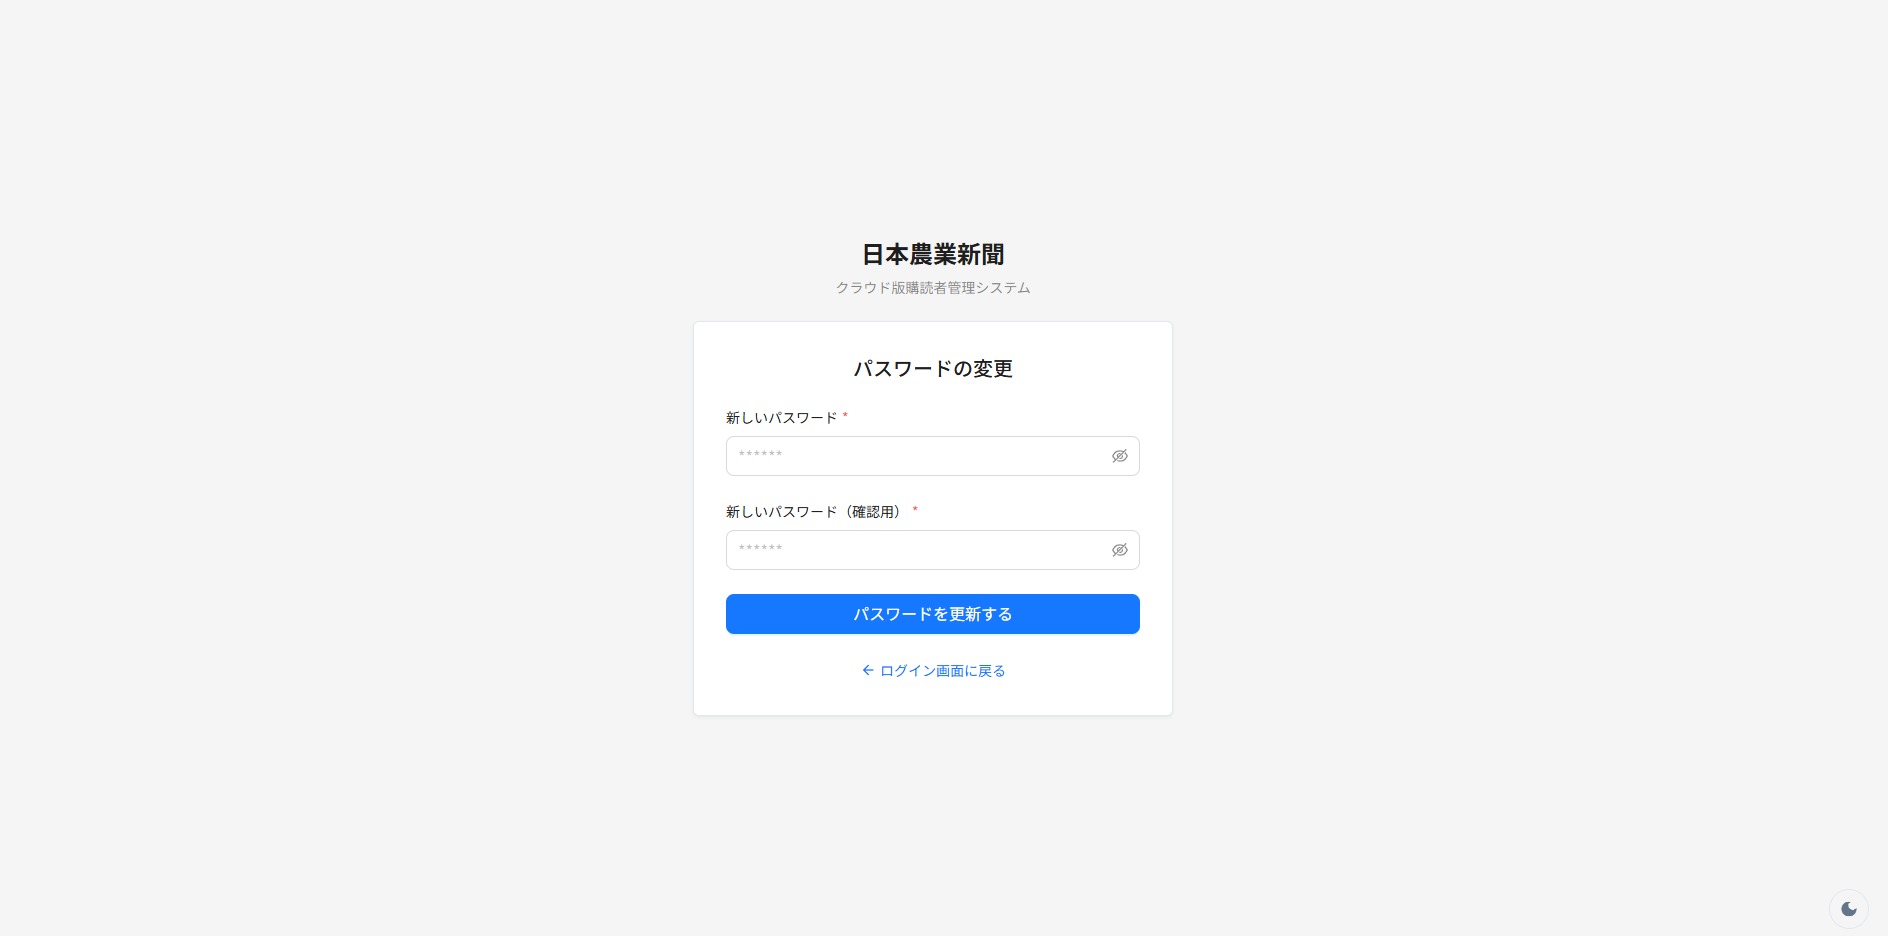 日本農業新聞
クラウド版購読者管理システム
パスワードの変更
新しいパスワード *
******
新しいパスワード（確認用） *
******
パスワードを更新する
← ログイン画面に戻る